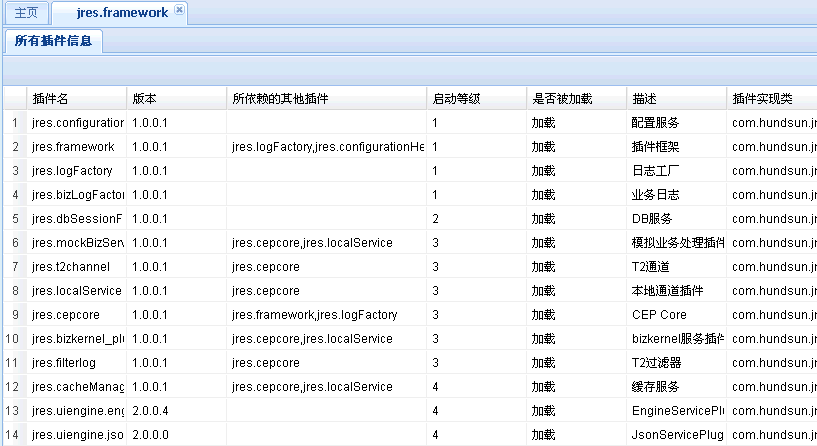 主页 jres.framework
所有插件信息
插件名 版本 所依赖的其他插件 启动等级 是否被加载 描述 插件实现类
1 jres.configuration 1.0.0.1 1 加载 配置服务 com.hundsun.jr
2 jres.framework 1.0.0.1 jres.logFactory,jres.configurationHe 1 加载 插件框架 com.hundsun.jr
3 jres.logFactory 1.0.0.1 1 加载 日志工厂 com.hundsun.jr
4 jres.bizLogFactor 1.0.0.1 1 加载 业务日志 com.hundsun.jr
5 jres.dbSessionF 1.0.0.1 2 加载 DB服务 com.hundsun.jr
6 jres.mockBizServ 1.0.0.1 jres.cepcore,jres.localService 3 加载 模拟业务处理插件 com.hundsun.jr
7 jres.t2channel 1.0.0.1 jres.cepcore 3 加载 T2通道 com.hundsun.jr
8 jres.localService 1.0.0.1 jres.cepcore 3 加载 本地通道插件 com.hundsun.jr
9 jres.cepcore 1.0.0.1 jres.framework,jres.logFactory 3 加载 CEP Core com.hundsun.jr
10 jres.bizkernel_plu 1.0.0.1 jres.cepcore,jres.localService 3 加载 bizkernel服务插件 com.hundsun.jr
11 jres.filterlog 1.0.0.1 jres.cepcore 3 加载 T2过滤器 com.hundsun.jr
12 jres.cacheManag 1.0.0.1 jres.cepcore,jres.localService 4 加载 缓存服务 com.hundsun.jr
13 jres.uiengine.eng 2.0.0.4 4 加载 EngineServicePlu com.hundsun.jr
14 jres.uiengine.jso 2.0.0.0 4 加载 JsonServicePlug com.hundsun.jr